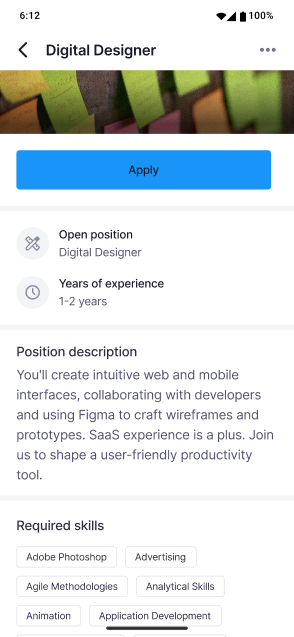 6:12
100%
Digital Designer
Apply
Open position
Digital Designer
Years of experience
1-2 years
Position description
You'll create intuitive web and mobile
interfaces, collaborating with developers
and using Figma to craft wireframes and
prototypes. SaaS experience is a plus. Join
us to shape a user-friendly productivity
tool.
Required skills
Adobe Photoshop
Advertising
Agile Methodologies
Analytical Skills
Animation
Application Development